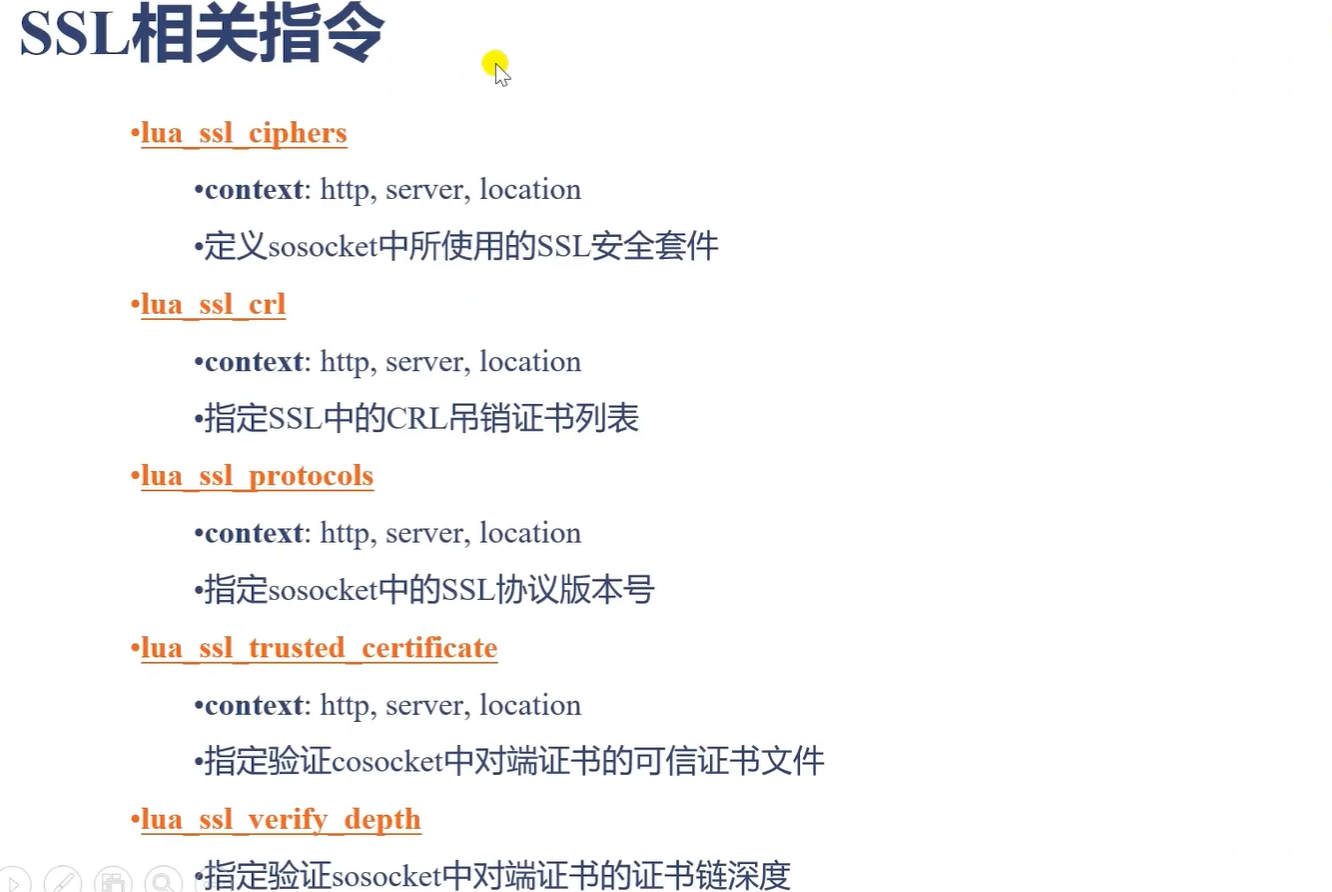 SSL相关指令
•lua_ssl_ciphers
•context: http, server, location
•定义sosocket中所使用的SSL安全套件
•lua_ssl_crl
•context: http, server, location
•指定SSL中的CRL吊销证书列表
•lua_ssl_protocols
•context: http, server, location
•指定sosocket中的SSL协议版本号
•lua_ssl_trusted_certificate
•context: http, server, location
•指定验证cosocket中对端证书的可信证书文件
•lua_ssl_verify_depth
•指定验证sosocket中对端证书的证书链深度